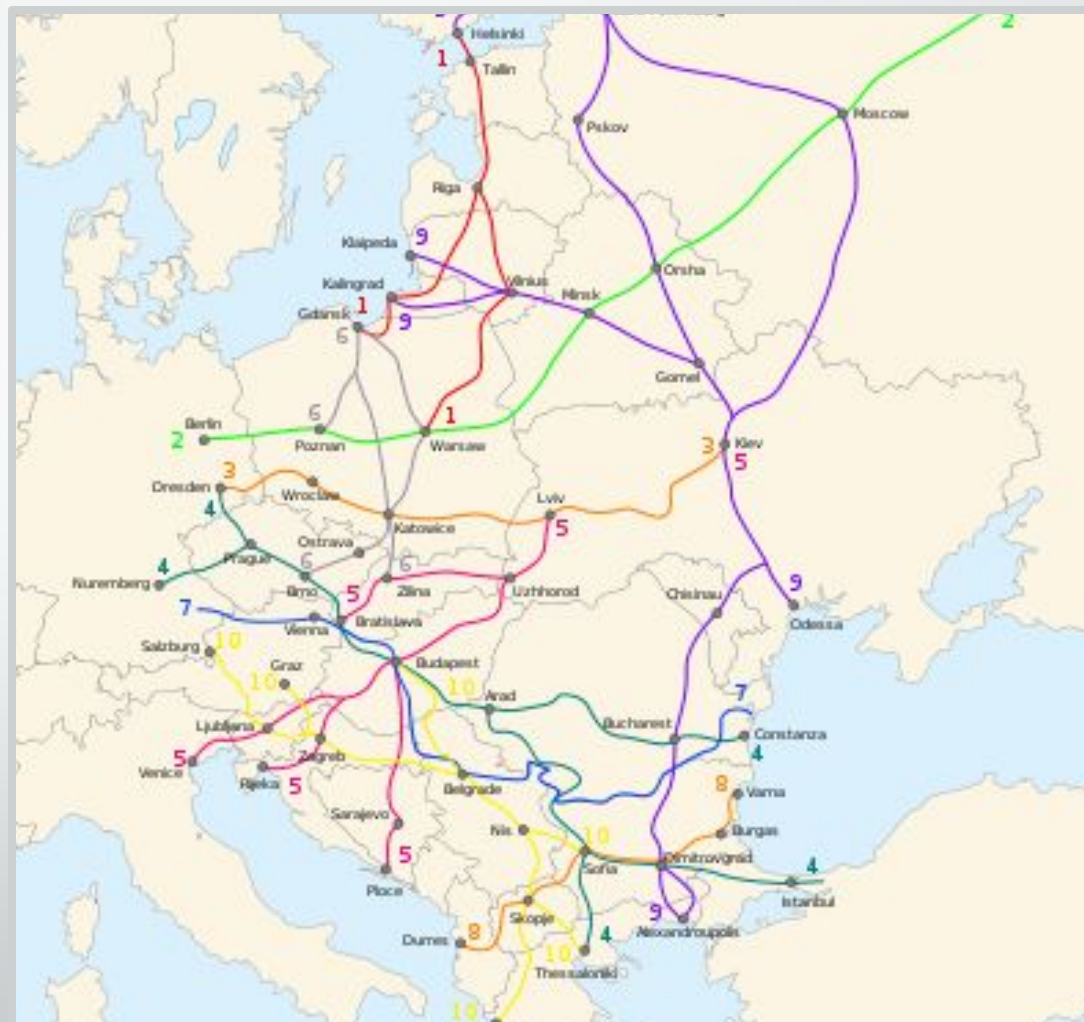 2
Helsinki
1
Tallin
Moscow
Pskov
Riga
Klaipeda
9
Orsha
Vilnius
Kalingrad
Minsk
Gdansk
1
9
6
Gomel
Berlin
6
1
2
Poznan
Warsaw
3
Kiev
5
3
Dresden
Wroclaw
Lviv
4
Katowice
5
Ostrava
Prague
Nuremberg
4
6
Brno
5
6
Zilina
Uzhhorod
Chisinau
9
7
Vienna
Bratislava
Odessa
Salzburg
10
Graz
10
Budapest
10
Arad
7
Ljubljana
Bucharest
Constanza
4
Zagreb
5
Venice
Rijeka
5
Belgrade
8
Varna
Sarajevo
Nis
10
Burgas
Sofia
Dimitrovgrad
5
Ploce
4
Istanbul
Skopje
9
Alexandroupolis
Durres
8
4
10
Thessaloniki
10